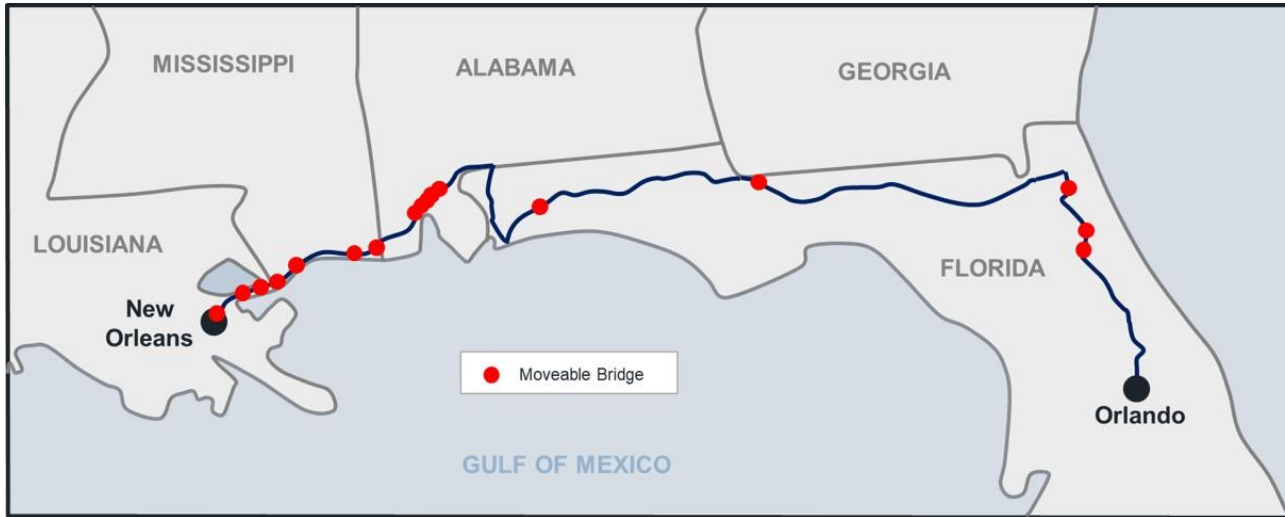 MISSISSIPPI
ALABAMA
GEORGIA
LOUISIANA
FLORIDA
New
Orleans
Moveable Bridge
Orlando
GULF OF MEXICO